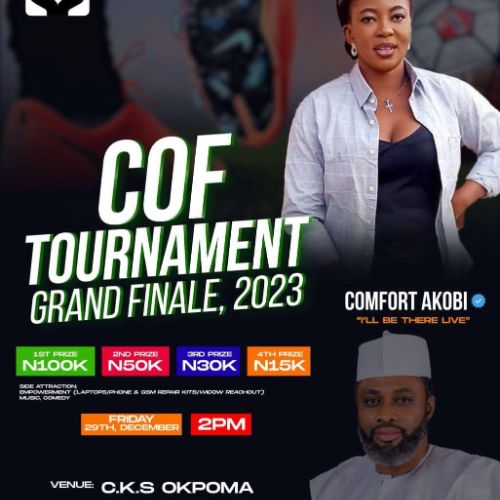 COF
TOURNAMENT
GRAND FINALE, 2023
COMFORT AKOBI
"I'LL BE THERE LIVE"
1ST PRIZE
N100K
2ND PRIZE
N50K
3RD PRIZE
N30K
4TH PRIZE
N15K
SIDE ATTRACTION:
EMPOWERMENT (LAPTOPS/PHONE & GSM REPAIR KITS/WIDOW REACHOUT)
MUSIC, COMEDY
FRIDAY
29TH, DECEMBER
2PM
VENUE: C.K.S OKPOMA